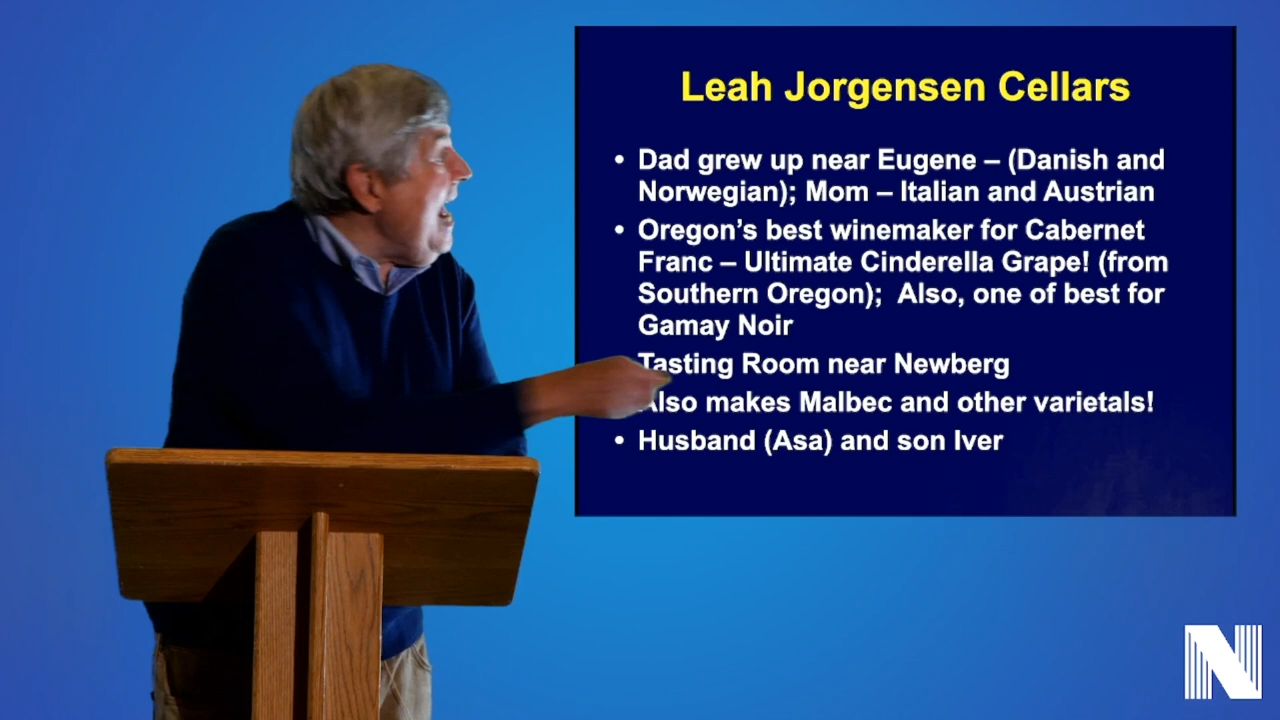 Leah Jorgensen Cellars
• Dad grew up near Eugene – (Danish and
Norwegian); Mom – Italian and Austrian
• Oregon’s best winemaker for Cabernet
Franc – Ultimate Cinderella Grape! (from
Southern Oregon);  Also, one of best for
Gamay Noir
Tasting Room near Newberg
Also makes Malbec and other varietals!
• Husband (Asa) and son Iver
N